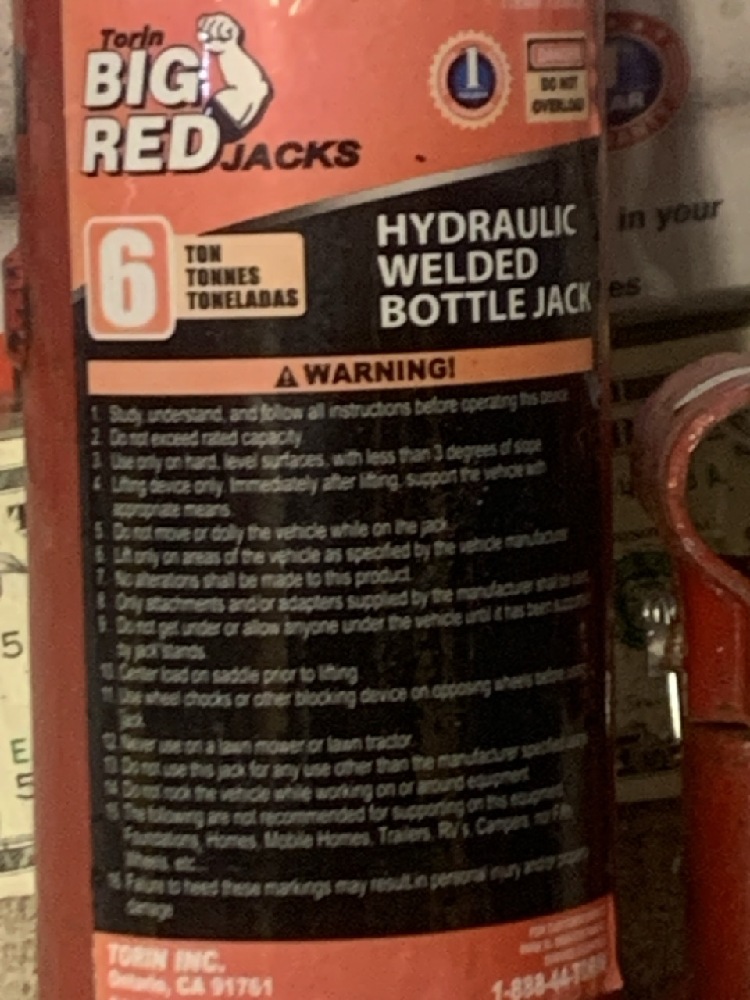 Torin
BIG
RED JACKS
1
DO NOT
OVERLOAD
in your
es
6 TON
TONNES
TONELADAS
HYDRAULIC
WELDED
BOTTLE JACK
WARNING!
1. Study, understand, and follow all instructions before operating this
2. Do not exceed rated capacity.
3. Use only on hard, level surfaces, with less than 3 degrees of slope
4. Lifting device only. Immediately after lifting, support the vehicle with
appropriate means.
5. Do not move or dolly the vehicle while on the jack.
6. Lift only on areas of the vehicle as specified by the vehicle manufacturer
7. No alterations shall be made to this product.
8. Only attachments and/or adapters supplied by the manufacturer shall be
9. Do not get under or allow anyone under the vehicle until it has been supported
by jack stands.
10. Center load on saddle prior to lifting.
11. Use wheel chocks or other blocking device on opposing wheels before using
jack.
12. Never use on a lawn mower or lawn tractor.
13. Do not use this jack for any use other than the manufacturer specified
14. Do not rock the vehicle while working on or around equipment
15. The following are not recommended for supporting on this equipment:
Foundations, Homes, Mobile Homes, Trailers, RV's, Campers,
Wheels, etc...
16. Failure to heed these markings may result in personal injury and/or property
damage
TORIN INC.
Ontario, CA 91761
1-888-44-